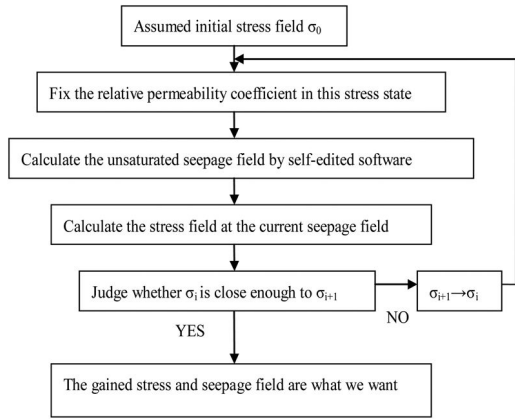 Assumed initial stress field σ₀
Fix the relative permeability coefficient in this stress state
Calculate the unsaturated seepage field by self-edited software
Calculate the stress field at the current seepage field
Judge whether σᵢ is close enough to σᵢ₊₁
σᵢ₊₁→σᵢ
NO
YES
The gained stress and seepage field are what we want